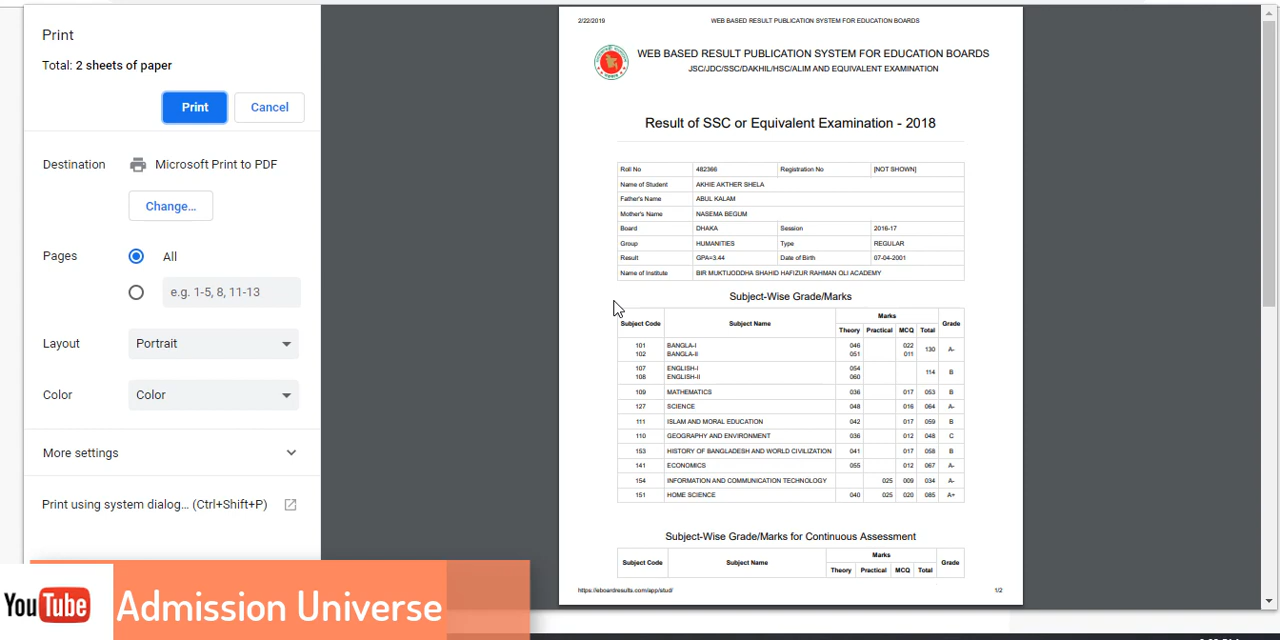 Print
Total: 2 sheets of paper
Print Cancel
Destination Microsoft Print to PDF
Change...
Pages All
e.g. 1-5, 8, 11-13
Layout Portrait
Color Color
More settings
Print using system dialog... (Ctrl+Shift+P)
2/22/2019 WEB BASED RESULT PUBLICATION SYSTEM FOR EDUCATION BOARDS
WEB BASED RESULT PUBLICATION SYSTEM FOR EDUCATION BOARDS
JSC/JDC/SSC/DAKHIL/HSC/ALIM AND EQUIVALENT EXAMINATION
Result of SSC or Equivalent Examination - 2018
Roll No 482366 Registration No [NOT SHOWN]
Name of Student AKHIE AKTHER SHELA
Father's Name ABUL KALAM
Mother's Name NASEMA BEGUM
Board DHAKA Session 2016-17
Group HUMANITIES Type REGULAR
Result GPA=3.44 Date of Birth 07-04-2001
Name of Institute BIR MUKTIJODDHA SHAHID HAFIZUR RAHMAN OLI ACADEMY
Subject-Wise Grade/Marks
Subject Code Subject Name Marks Grade
Theory Practical MCQ Total
101 BANGLA-I 046 022 130 A-
102 BANGLA-II 051 011
107 ENGLISH-I 054 114 B
108 ENGLISH-II 060
109 MATHEMATICS 036 017 053 B
127 SCIENCE 048 016 064 A-
111 ISLAM AND MORAL EDUCATION 042 017 059 B
110 GEOGRAPHY AND ENVIRONMENT 036 012 048 C
153 HISTORY OF BANGLADESH AND WORLD CIVILIZATION 041 017 058 B
141 ECONOMICS 055 012 067 A-
154 INFORMATION AND COMMUNICATION TECHNOLOGY 025 009 034 A-
151 HOME SCIENCE 040 025 020 085 A+
Subject-Wise Grade/Marks for Continuous Assessment
Subject Code Subject Name Marks Grade
Theory Practical MCQ Total
https://eboardresults.com/app/stud/ 1/2
YouTube Admission Universe